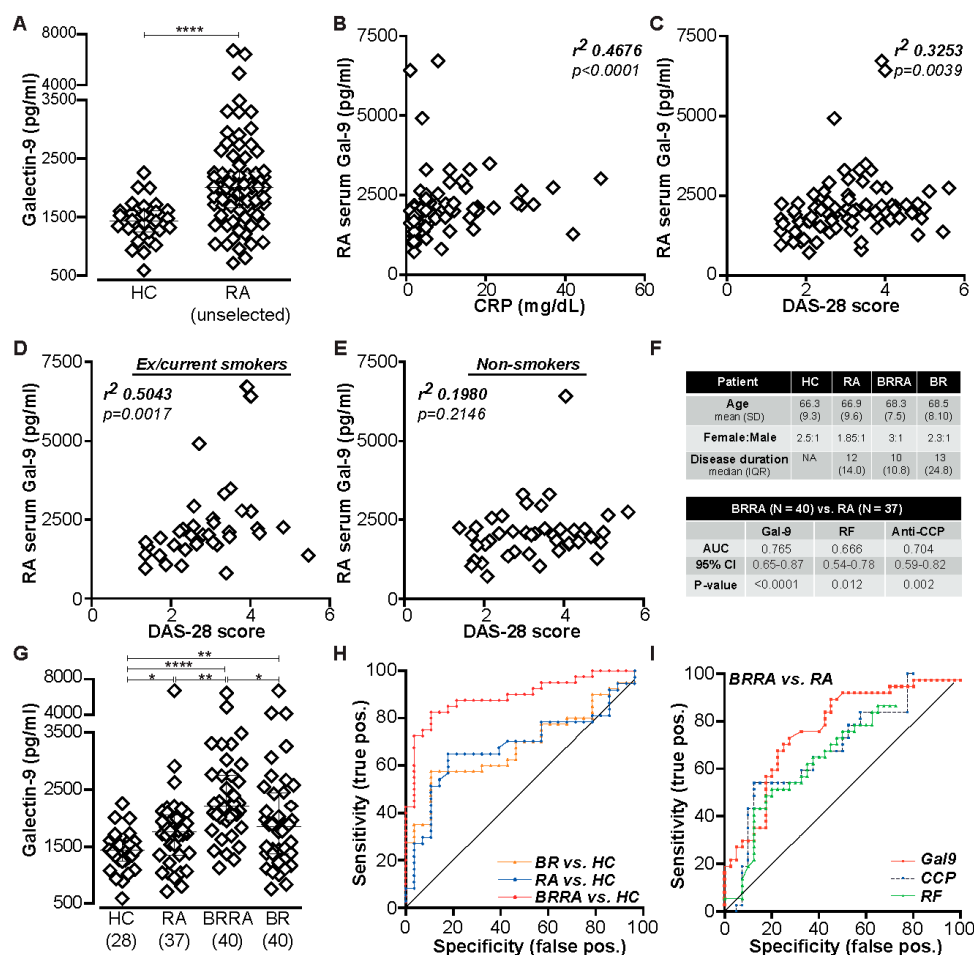 A
****
8000
4000
3500
2500
1500
500
Galectin-9 (pg/ml)
HC
RA
(unselected)
B
7500
5000
2500
0
RA serum Gal-9 (pg/ml)
r² 0.4676
p<0.0001
0 20 40 60
CRP (mg/dL)
C
7500
5000
2500
0
RA serum Gal-9 (pg/ml)
r² 0.3253
p=0.0039
0 2 4 6
DAS-28 score
D
Ex/current smokers
7500
5000
2500
0
RA serum Gal-9 (pg/ml)
r² 0.5043
p=0.0017
0 2 4 6
DAS-28 score
E
Non-smokers
7500
5000
2500
0
RA serum Gal-9 (pg/ml)
r² 0.1980
p=0.2146
0 2 4 6
DAS-28 score
F
Patient HC RA BRRA BR
Age 66.3 66.9 68.3 68.5
mean (SD) (9.3) (9.6) (7.5) (8.10)
Female:Male 2.5:1 1.85:1 3:1 2.3:1
Disease duration NA 12 10 13
median (IQR) (14.0) (10.8) (24.8)
BRRA (N = 40) vs. RA (N = 37)
Gal-9 RF Anti-CCP
AUC 0.765 0.666 0.704
95% CI 0.65-0.87 0.54-0.78 0.59-0.82
P-value <0.0001 0.012 0.002
G
**
****
* ** *
8000
4000
3500
2500
1500
500
Galectin-9 (pg/ml)
HC RA BRRA BR
(28) (37) (40) (40)
H
100
80
60
40
20
0
Sensitivity (true pos.)
BR vs. HC
RA vs. HC
BRRA vs. HC
0 20 40 60 80 100
Specificity (false pos.)
I
BRRA vs. RA
100
80
60
40
20
0
Sensitivity (true pos.)
Gal9
CCP
RF
0 20 40 60 80 100
Specificity (false pos.)